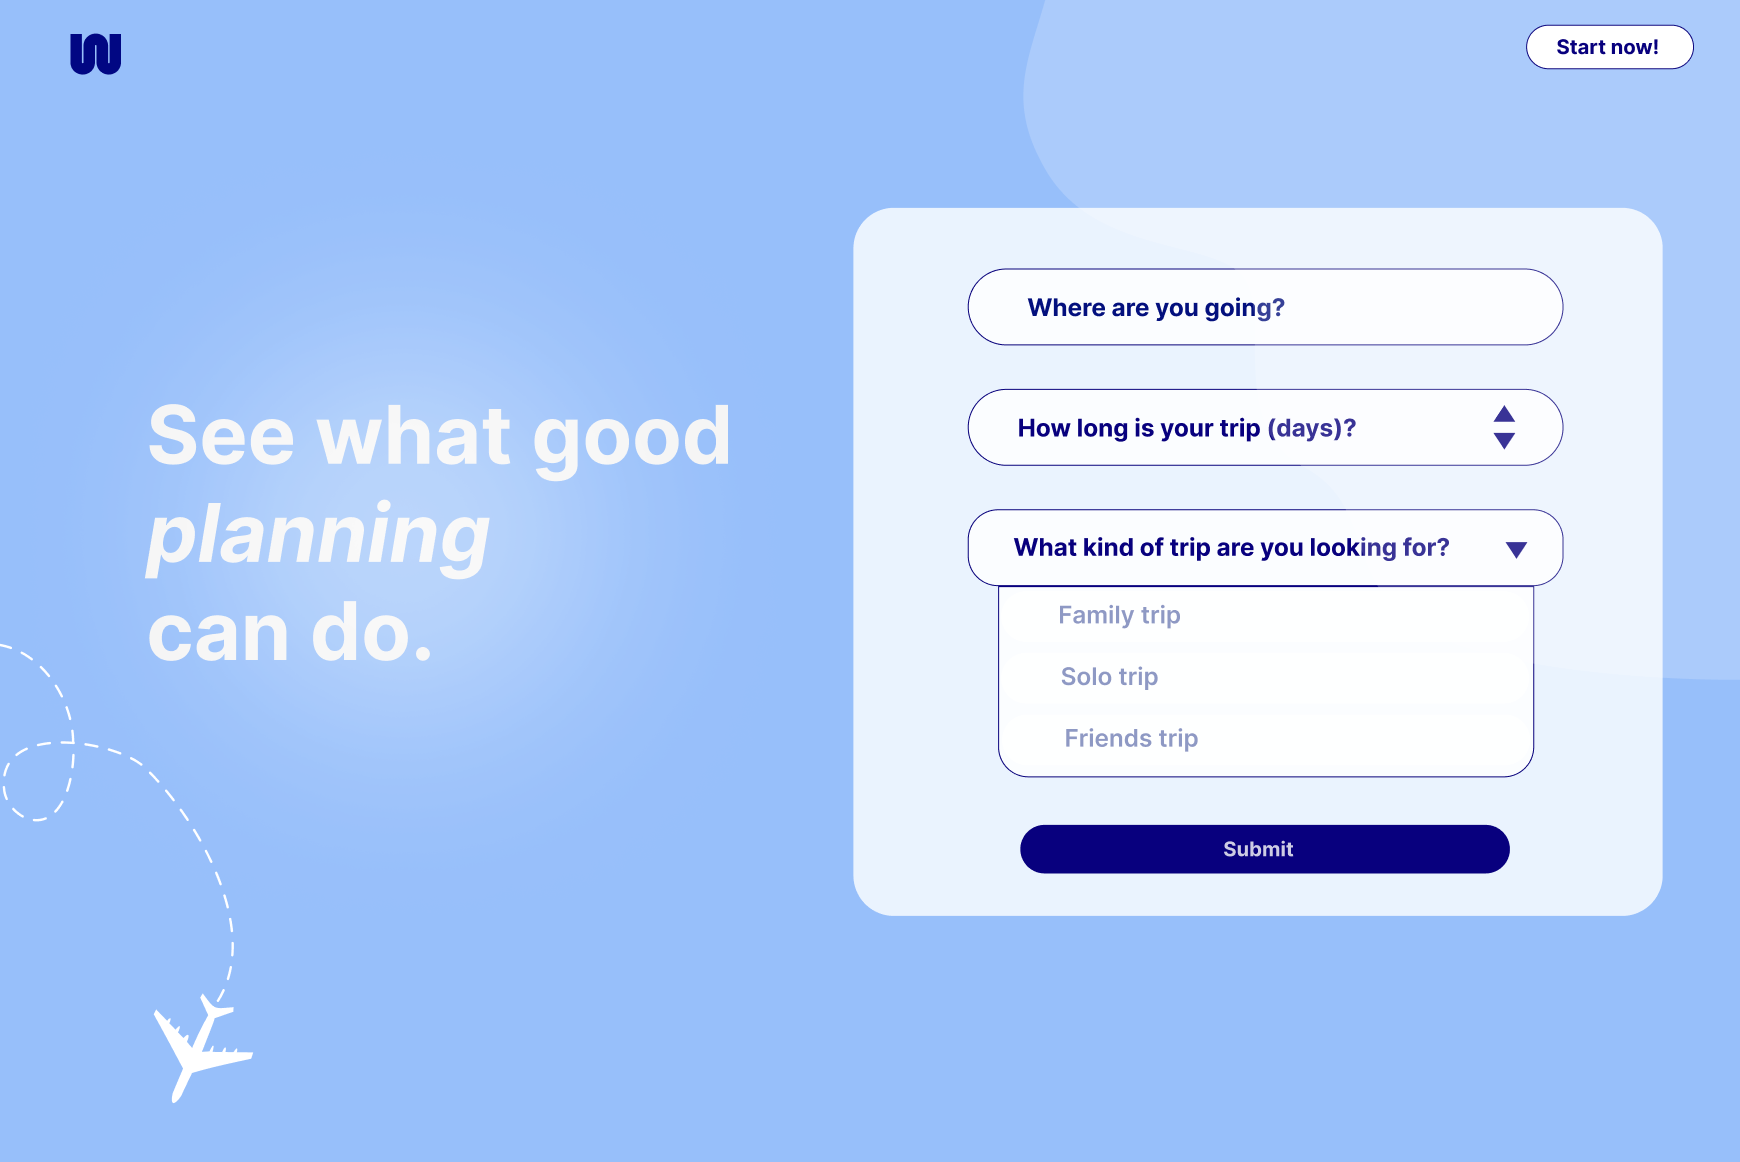 W
Start now!
See what good
planning
can do.
Where are you going?
How long is your trip (days)?
What kind of trip are you looking for?
Family trip
Solo trip
Friends trip
Submit